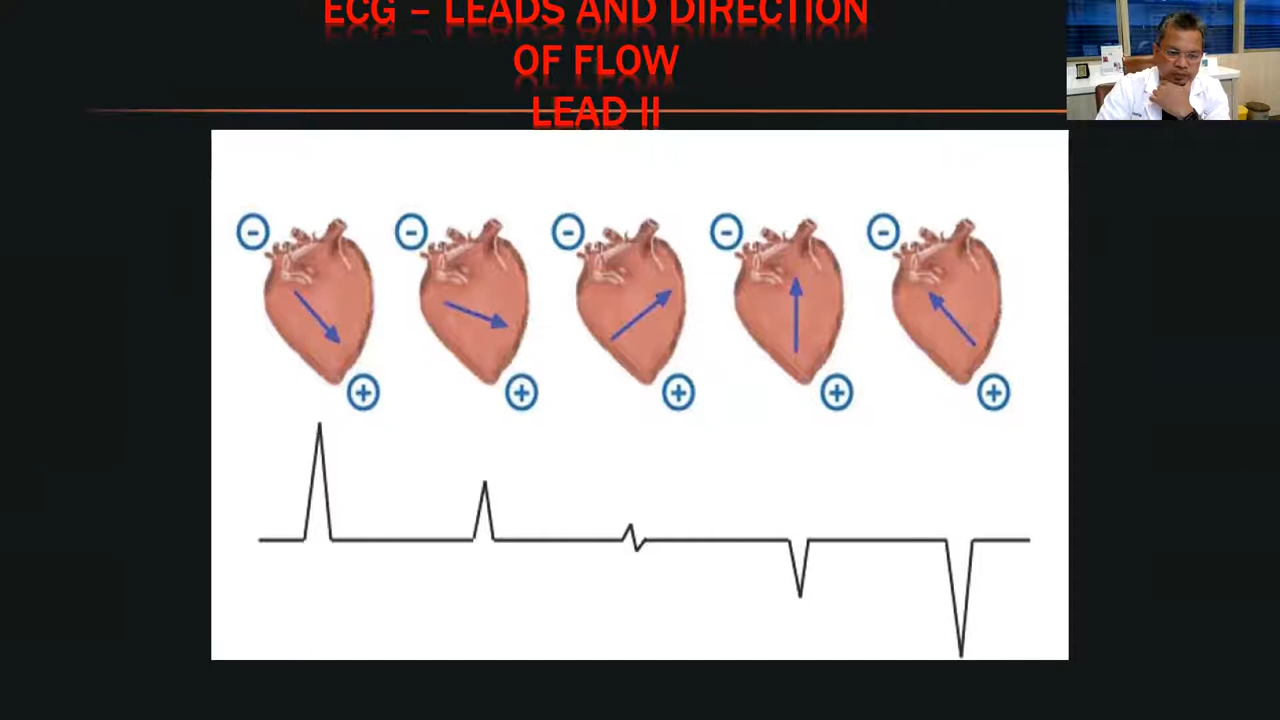 ECG – LEADS AND DIRECTION
OF FLOW
LEAD II
- - - - -
+ + + + +